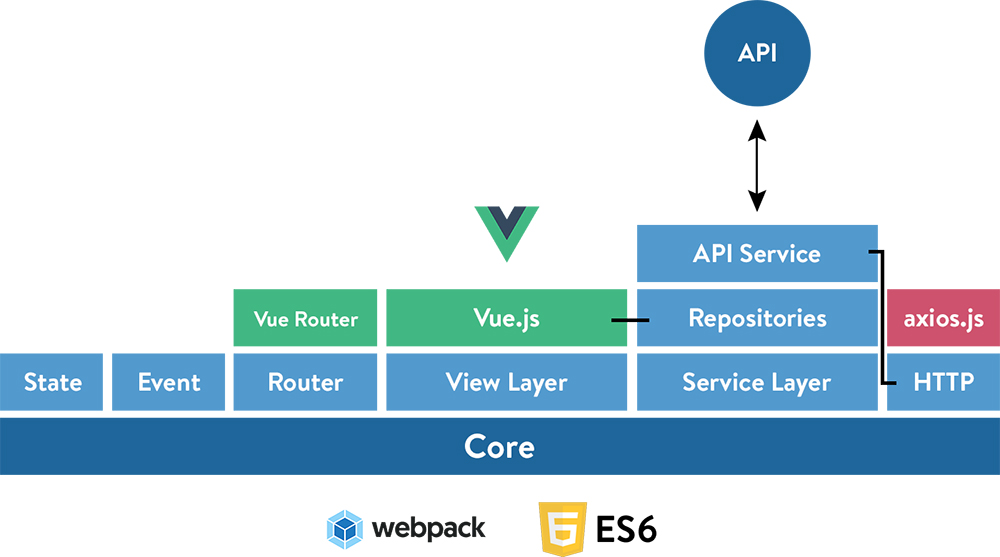 API
API Service
Vue Router
Vue.js
Repositories
axios.js
State
Event
Router
View Layer
Service Layer
HTTP
Core
webpack
6 ES6